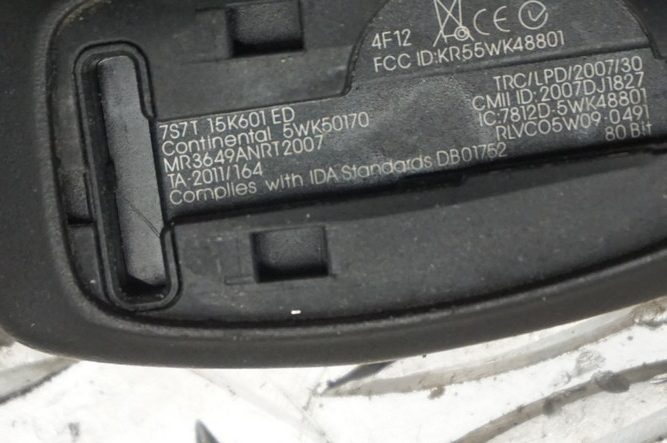 4F12
FCC ID:KR55WK48801
7S7T 15K601 ED
Continental 5WK50170
MR3649ANRT2007
TA-2011/164
Complies with IDA Standards DB01752
TRC/LPD/2007/30
CMII ID:2007DJ1827
IC:7812D-5WK48801
RLVCO5W09-0491
80 Bit